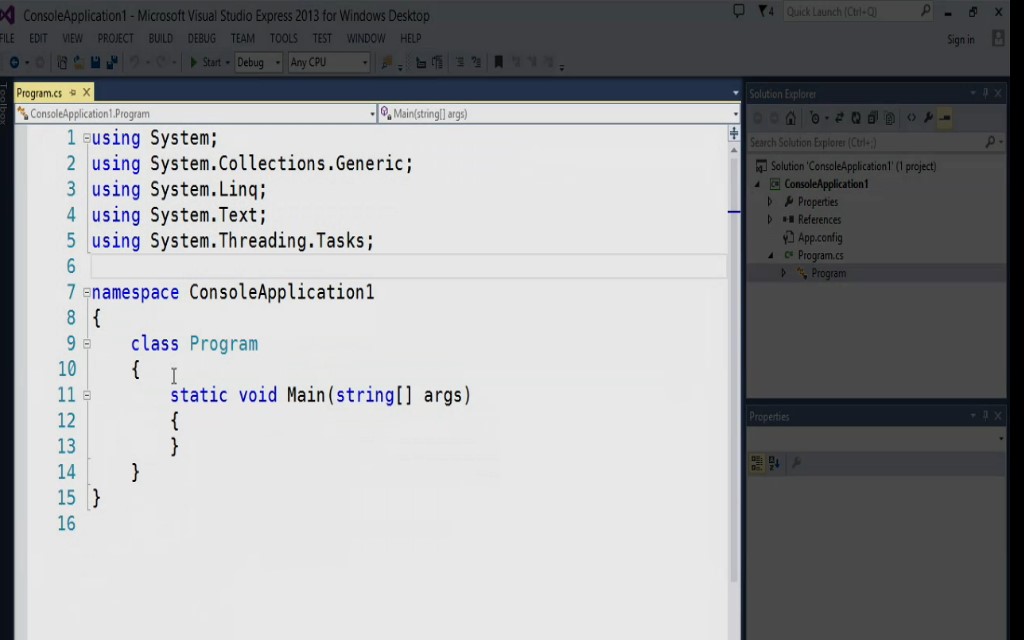 ConsoleApplication1 - Microsoft Visual Studio Express 2013 for Windows Desktop
4
Quick Launch (Ctrl+Q)
FILE EDIT VIEW PROJECT BUILD DEBUG TEAM TOOLS TEST WINDOW HELP
Sign in
Start Debug Any CPU
Toolbox
Program.cs
ConsoleApplication1.Program
Main(string[] args)
1 using System;
2 using System.Collections.Generic;
3 using System.Linq;
4 using System.Text;
5 using System.Threading.Tasks;
6
7 namespace ConsoleApplication1
8 {
9 class Program
10 {
11 static void Main(string[] args)
12 {
13 }
14 }
15 }
16
Solution Explorer
Search Solution Explorer (Ctrl+;)
Solution 'ConsoleApplication1' (1 project)
ConsoleApplication1
Properties
References
App.config
Program.cs
Program
Properties